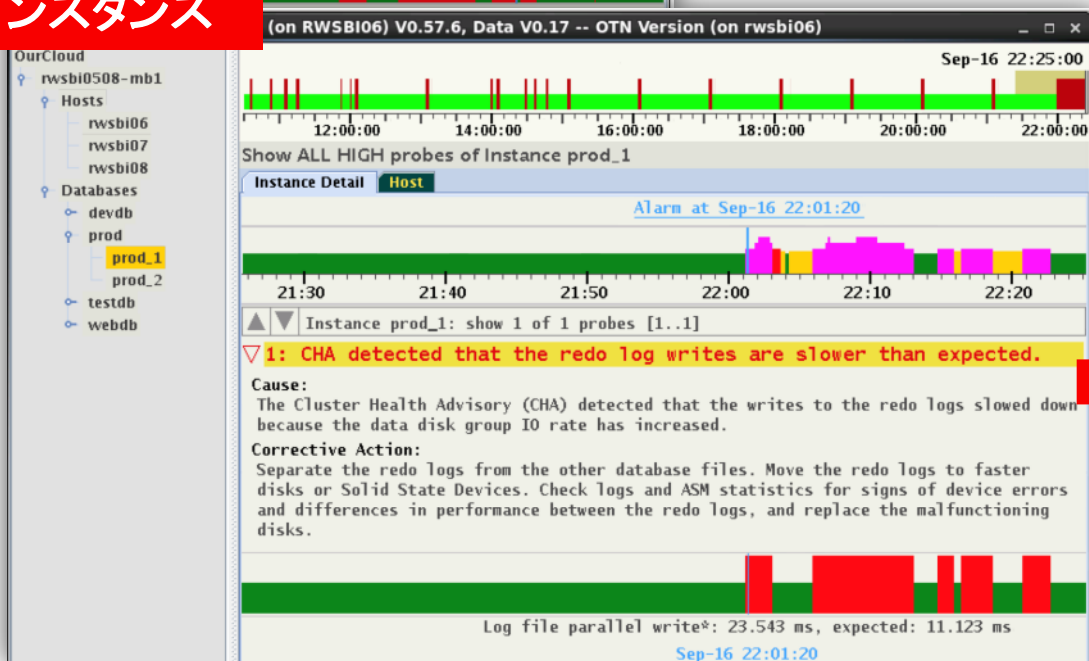 ンスタンス
(on RWSBI06) V0.57.6, Data V0.17 -- OTN Version (on rwsbi06)
OurCloud
rwsbi0508-mb1
Hosts
rwsbi06
rwsbi07
rwsbi08
Databases
devdb
prod
prod_1
prod_2
testdb
webdb
Sep-16 22:25:00
12:00:00 14:00:00 16:00:00 18:00:00 20:00:00 22:00:00
Show ALL HIGH probes of Instance prod_1
Instance Detail Host
Alarm at Sep-16 22:01:20
21:30 21:40 21:50 22:00 22:10 22:20
Instance prod_1: show 1 of 1 probes [1..1]
1: CHA detected that the redo log writes are slower than expected.
Cause:
The Cluster Health Advisory (CHA) detected that the writes to the redo logs slowed down
because the data disk group IO rate has increased.
Corrective Action:
Separate the redo logs from the other database files. Move the redo logs to faster
disks or Solid State Devices. Check logs and ASM statistics for signs of device errors
and differences in performance between the redo logs, and replace the malfunctioning
disks.
Log file parallel write*: 23.543 ms, expected: 11.123 ms
Sep-16 22:01:20